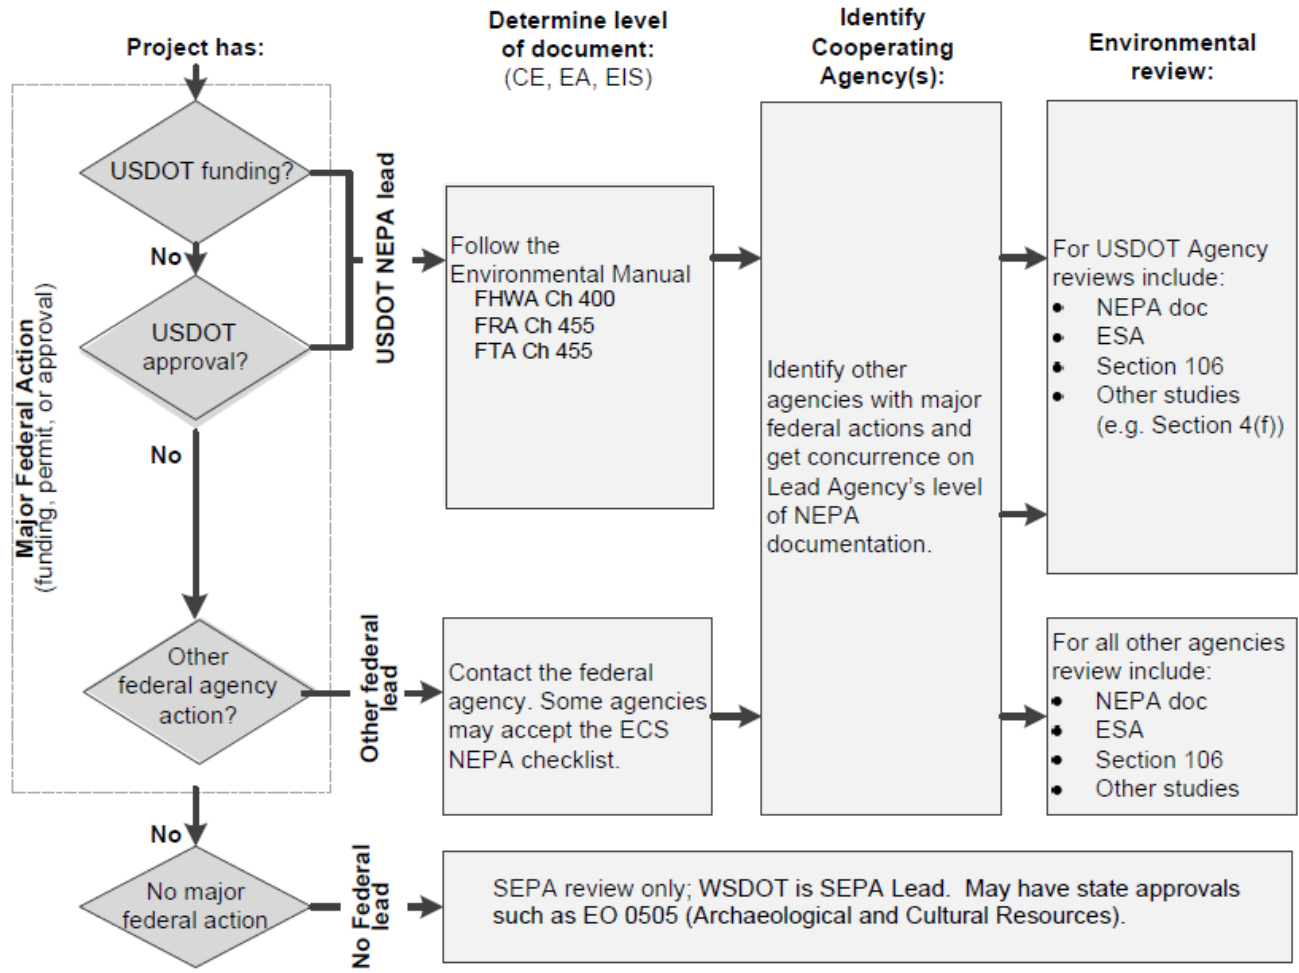 Project has:
Determine level
of document:
(CE, EA, EIS)
Identify
Cooperating
Agency(s):
Environmental
review:
Major Federal Action
(funding, permit, or approval)
USDOT funding?
No
USDOT
approval?
No
Other
federal agency
action?
No
No major
federal action
USDOT NEPA lead
Follow the
Environmental Manual
FHWA Ch 400
FRA Ch 455
FTA Ch 455
Other federal
lead
Contact the federal
agency. Some agencies
may accept the ECS
NEPA checklist.
Identify other
agencies with major
federal actions and
get concurrence on
Lead Agency's level
of NEPA
documentation.
For USDOT Agency
reviews include:
• NEPA doc
• ESA
• Section 106
• Other studies
(e.g. Section 4(f))
For all other agencies
review include:
• NEPA doc
• ESA
• Section 106
• Other studies
No Federal
lead
SEPA review only; WSDOT is SEPA Lead. May have state approvals
such as EO 0505 (Archaeological and Cultural Resources).